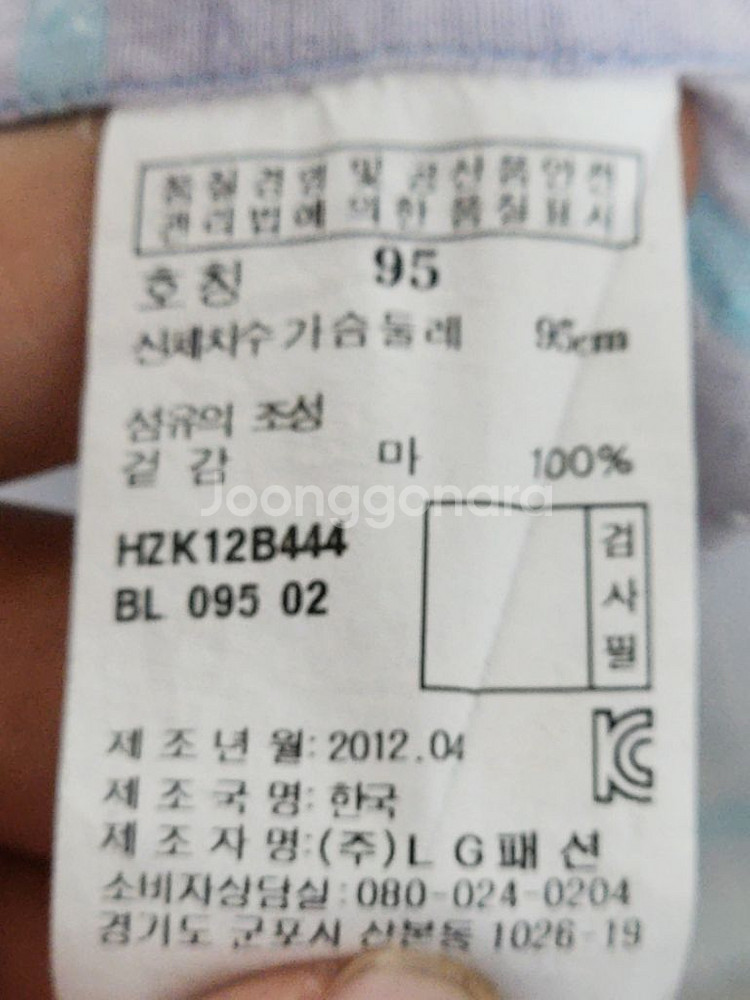 품질경영 및 공산품안전
관리법에 의한 품질표시
호칭 95
신체치수 가슴둘레 95cm
섬유의 조성
겉감 마 100%
Joonggonara
HZK12B444
BL 095 02
검사필
제조년월: 2012.04
제조국명: 한국
제조자명: (주)LG패션
소비자상담실: 080-024-0204
경기도 군포시 산본동 1026-19